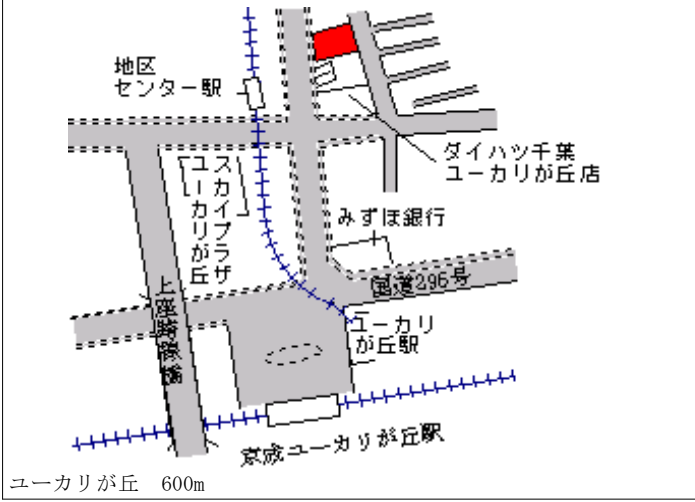 地区
センター駅
ダイハツ千葉
ユーカリが丘店
スカイプラザ
ユーカリが丘
みずほ銀行
上座跨線橋
国道296号
ユーカリ
が丘駅
京成ユーカリが丘駅
ユーカリが丘　600m